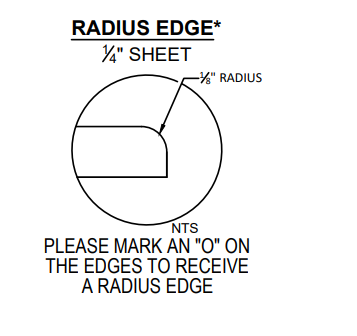 RADIUS EDGE*
¼" SHEET
⅛" RADIUS
NTS
PLEASE MARK AN "O" ON
THE EDGES TO RECEIVE
A RADIUS EDGE